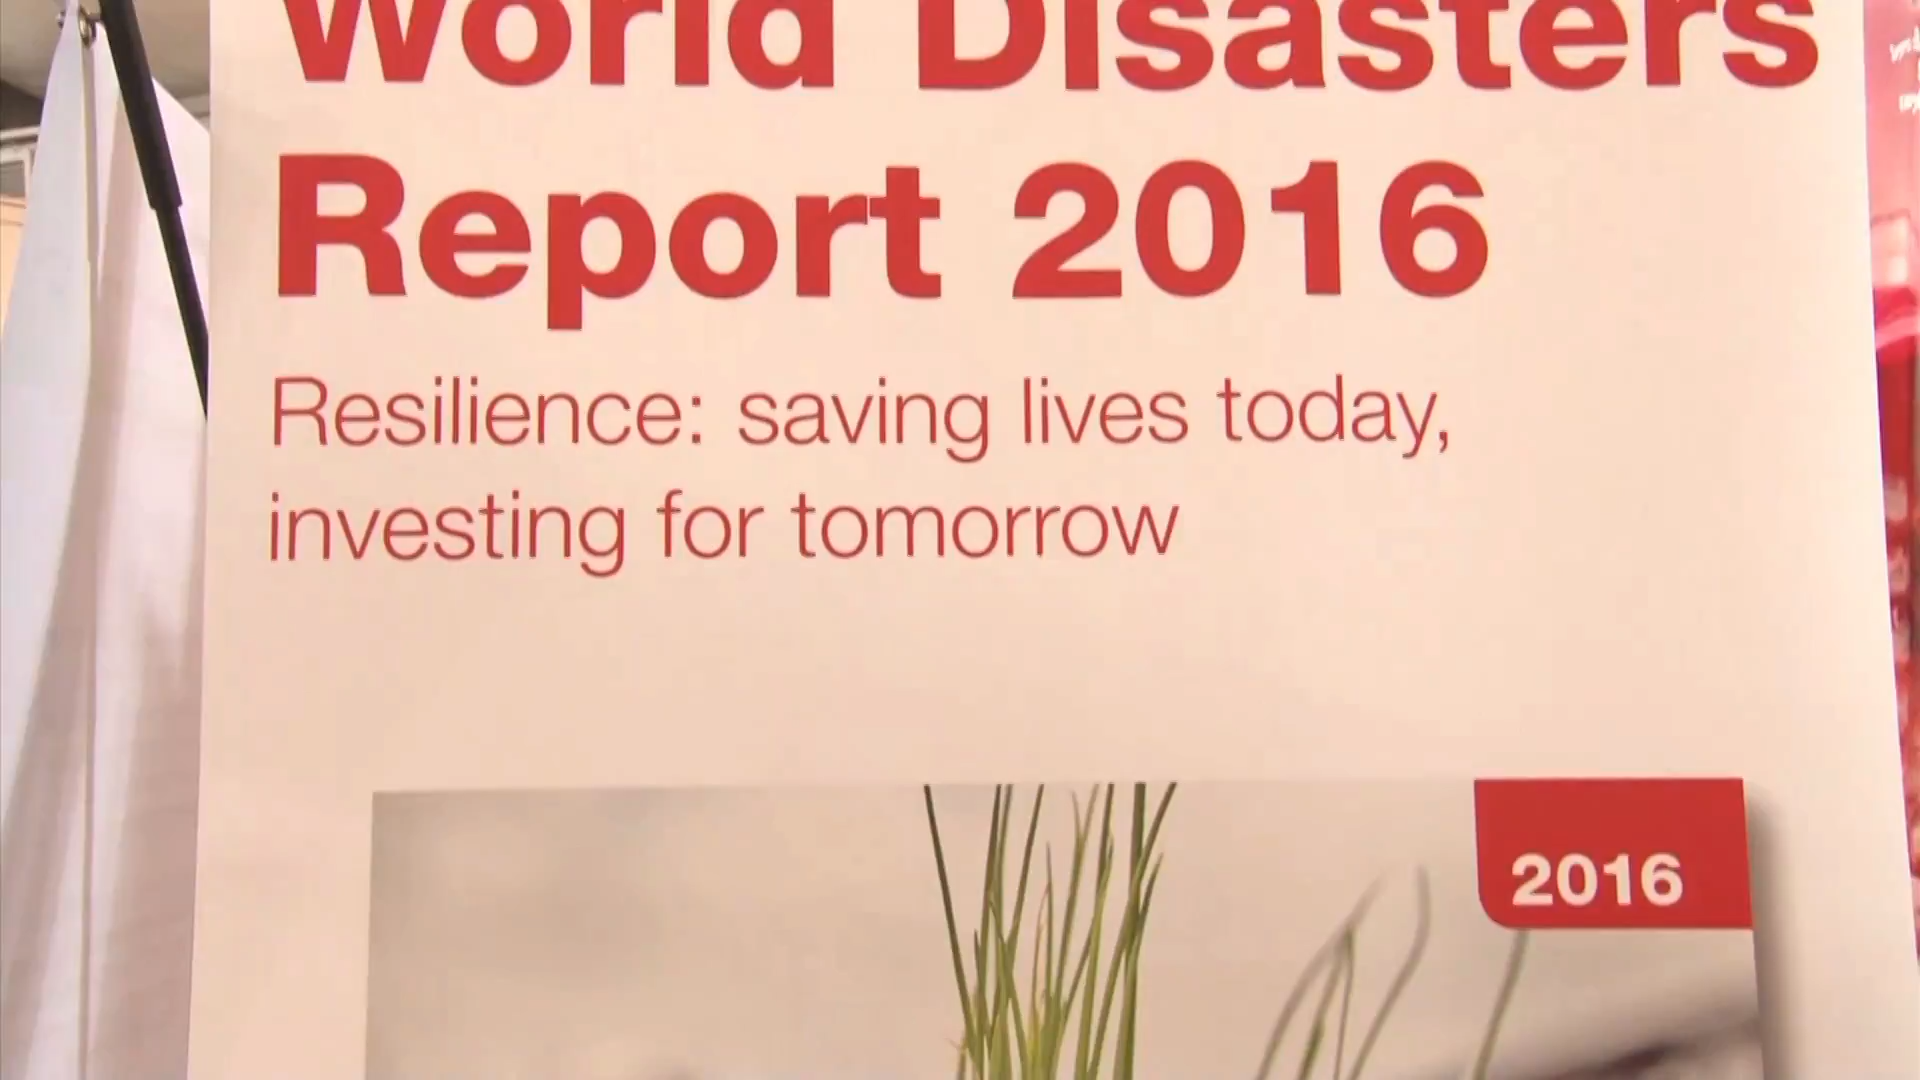 World Disasters
Report 2016
Resilience: saving lives today,
investing for tomorrow
2016